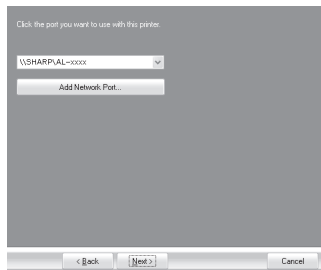 Click the port you want to use with this printer.
\\SHARP\AL-xxxx
Add Network Port...
< Back
Next >
Cancel